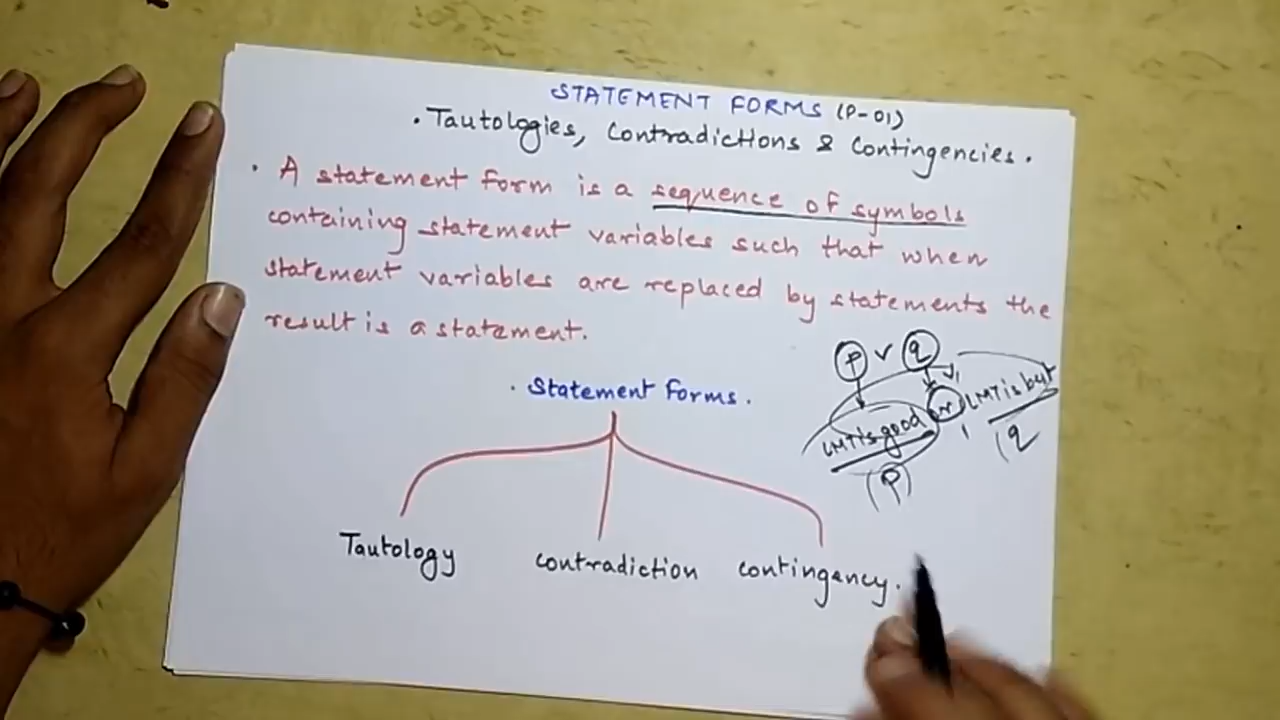 STATEMENT FORMS (P-01)
. Tautologies, Contradictions & Contingencies.
. A statement form is a sequence of symbols
containing statement variables such that when
statement variables are replaced by statements the
result is a statement.
p v q
. Statement Forms.
LMT is good or LMT is but
(p)
(q
Tautology contradiction contingency.